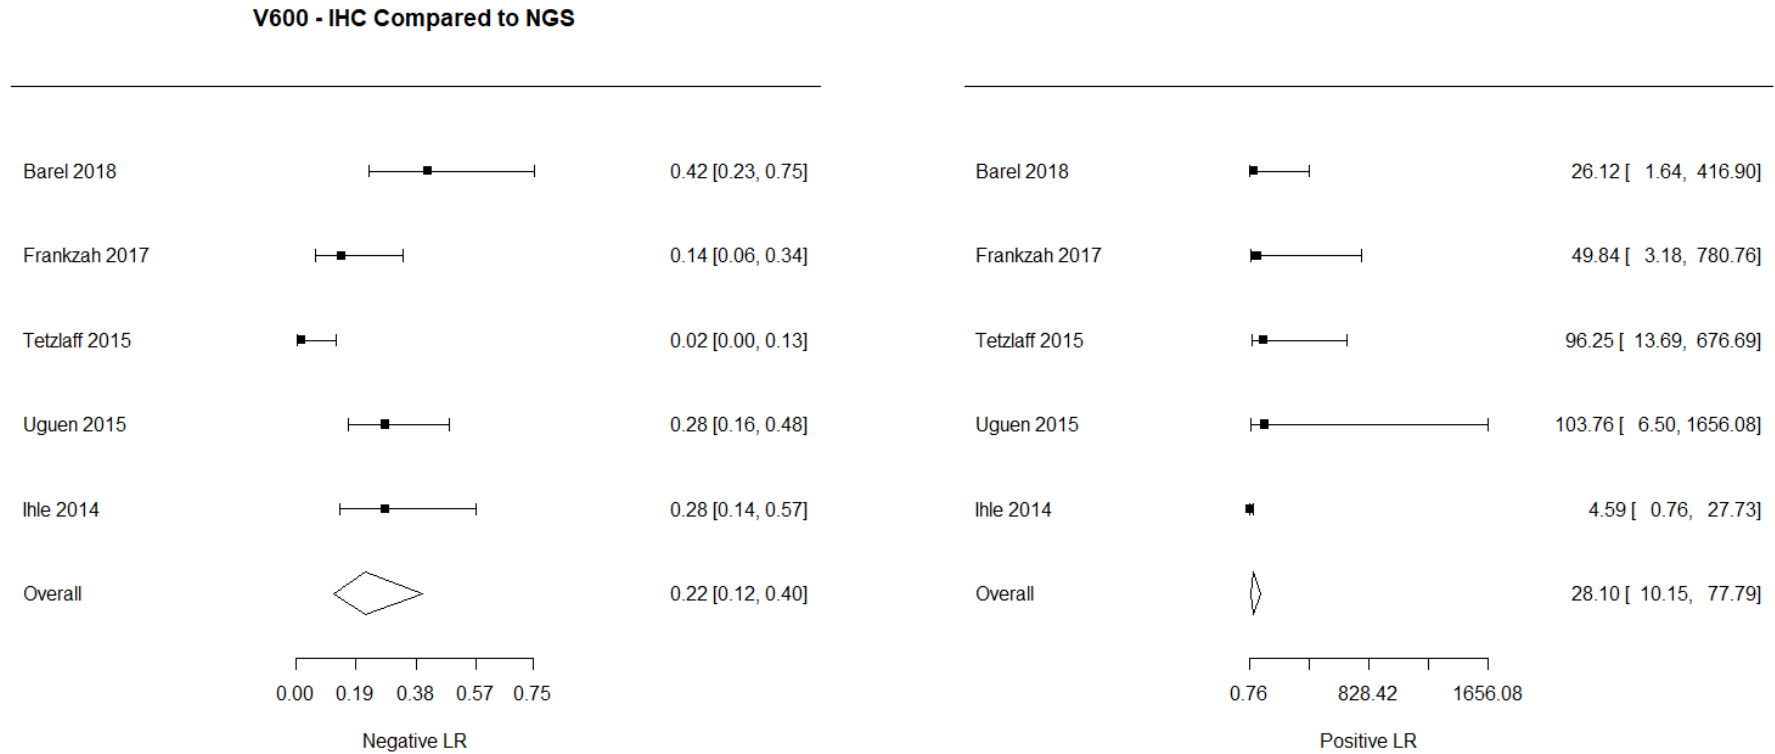 V600 - IHC Compared to NGS
Barel 2018 0.42 [0.23, 0.75]
Frankzah 2017 0.14 [0.06, 0.34]
Tetzlaff 2015 0.02 [0.00, 0.13]
Uguen 2015 0.28 [0.16, 0.48]
Ihle 2014 0.28 [0.14, 0.57]
Overall 0.22 [0.12, 0.40]
0.00 0.19 0.38 0.57 0.75
Negative LR
Barel 2018 26.12 [ 1.64, 416.90]
Frankzah 2017 49.84 [ 3.18, 780.76]
Tetzlaff 2015 96.25 [ 13.69, 676.69]
Uguen 2015 103.76 [ 6.50, 1656.08]
Ihle 2014 4.59 [ 0.76, 27.73]
Overall 28.10 [ 10.15, 77.79]
0.76 828.42 1656.08
Positive LR